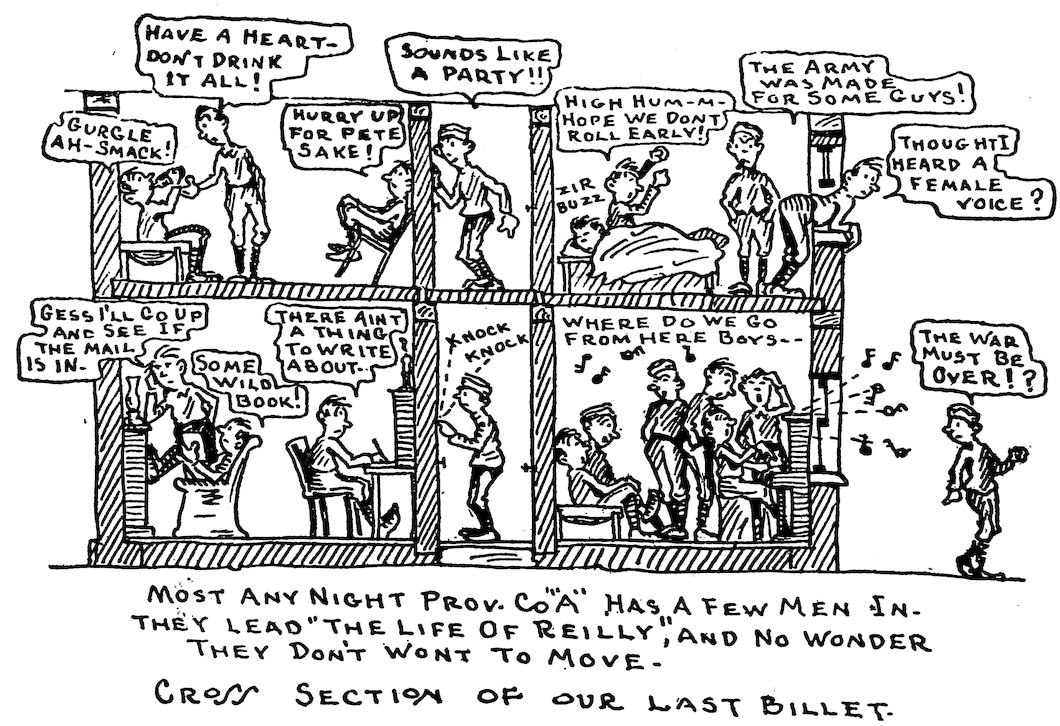 HAVE A HEART-
DON'T DRINK
IT ALL!
GURGLE
AH-SMACK!
HURRY UP
FOR PETE
SAKE!
SOUNDS LIKE
A PARTY!!
HIGH HUM-M-
HOPE WE DONT
ROLL EARLY!
ZIR
BUZZ
THE ARMY
WAS MADE
FOR SOME GUYS!
THOUGHT I
HEARD A
FEMALE
VOICE?
GESS I'LL GO UP
AND SEE IF
THE MAIL
IS IN-
SOME
WILD
BOOK!
THERE AINT
A THING
TO WRITE
ABOUT--
KNOCK
KNOCK
WHERE DO WE GO
FROM HERE BOYS--
THE WAR
MUST BE
OVER!?
MOST ANY NIGHT PROV. CO "A" HAS A FEW MEN IN-
THEY LEAD "THE LIFE OF REILLY", AND NO WONDER
THEY DON'T WONT TO MOVE-
CROSS SECTION OF OUR LAST BILLET.